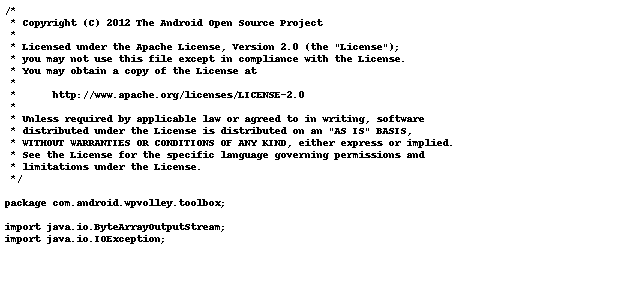 /*
 * Copyright (C) 2012 The Android Open Source Project
 *
 * Licensed under the Apache License, Version 2.0 (the "License");
 * you may not use this file except in compliance with the License.
 * You may obtain a copy of the License at
 *
 *      http://www.apache.org/licenses/LICENSE-2.0
 *
 * Unless required by applicable law or agreed to in writing, software
 * distributed under the License is distributed on an "AS IS" BASIS,
 * WITHOUT WARRANTIES OR CONDITIONS OF ANY KIND, either express or implied.
 * See the License for the specific language governing permissions and
 * limitations under the License.
 */

package com.android.wpvolley.toolbox;

import java.io.ByteArrayOutputStream;
import java.io.IOException;